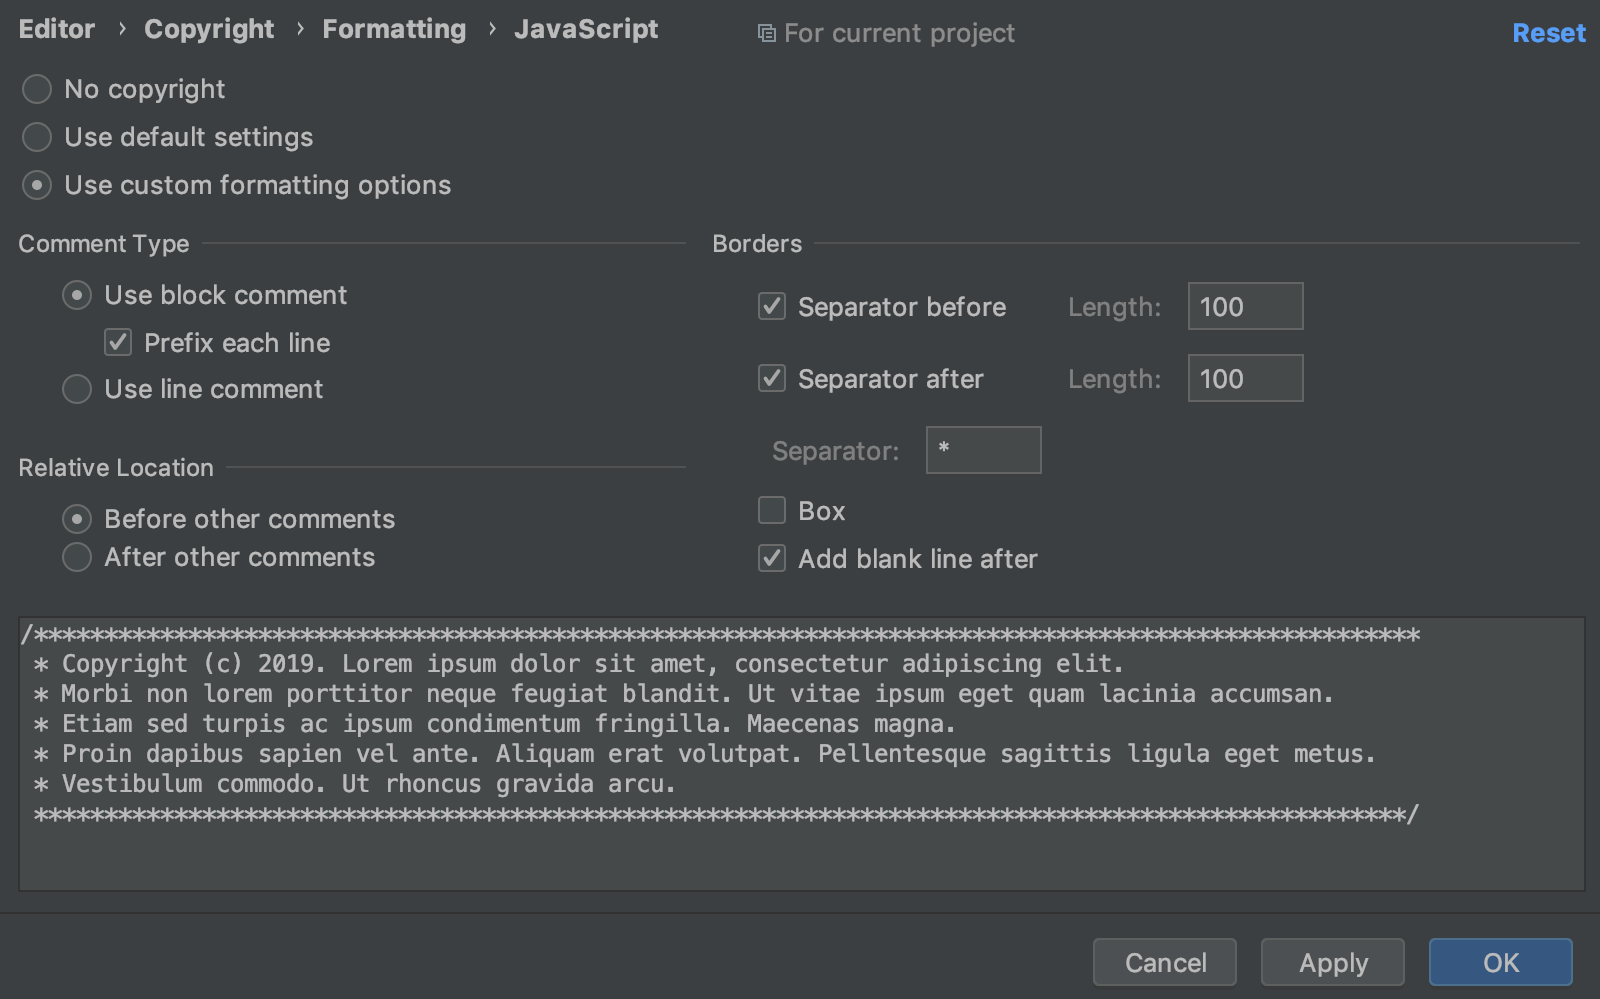 Editor › Copyright › Formatting › JavaScript
For current project
Reset
No copyright
Use default settings
Use custom formatting options
Comment Type
Use block comment
Prefix each line
Use line comment
Relative Location
Before other comments
After other comments
Borders
Separator before Length: 100
Separator after Length: 100
Separator: *
Box
Add blank line after
/***************************************************************************************************
* Copyright (c) 2019. Lorem ipsum dolor sit amet, consectetur adipiscing elit.
* Morbi non lorem porttitor neque feugiat blandit. Ut vitae ipsum eget quam lacinia accumsan.
* Etiam sed turpis ac ipsum condimentum fringilla. Maecenas magna.
* Proin dapibus sapien vel ante. Aliquam erat volutpat. Pellentesque sagittis ligula eget metus.
* Vestibulum commodo. Ut rhoncus gravida arcu.
**************************************************************************************************/
Cancel Apply OK